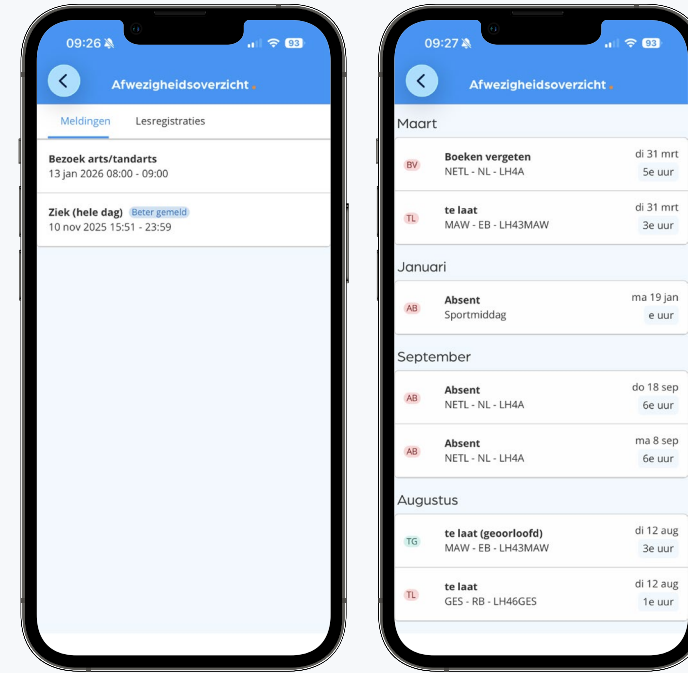 09:26
93
Afwezigheidsoverzicht.
Meldingen Lesregistraties
Bezoek arts/tandarts
13 jan 2026 08:00 - 09:00
Ziek (hele dag) Beter gemeld
10 nov 2025 15:51 - 23:59
09:27
93
Afwezigheidsoverzicht.
Maart
BV
Boeken vergeten
NETL - NL - LH4A
di 31 mrt
5e uur
TL
te laat
MAW - EB - LH43MAW
di 31 mrt
3e uur
Januari
AB
Absent
Sportmiddag
ma 19 jan
e uur
September
AB
Absent
NETL - NL - LH4A
do 18 sep
6e uur
AB
Absent
NETL - NL - LH4A
ma 8 sep
6e uur
Augustus
TG
te laat (geoorloofd)
MAW - EB - LH43MAW
di 12 aug
3e uur
TL
te laat
GES - RB - LH46GES
di 12 aug
1e uur